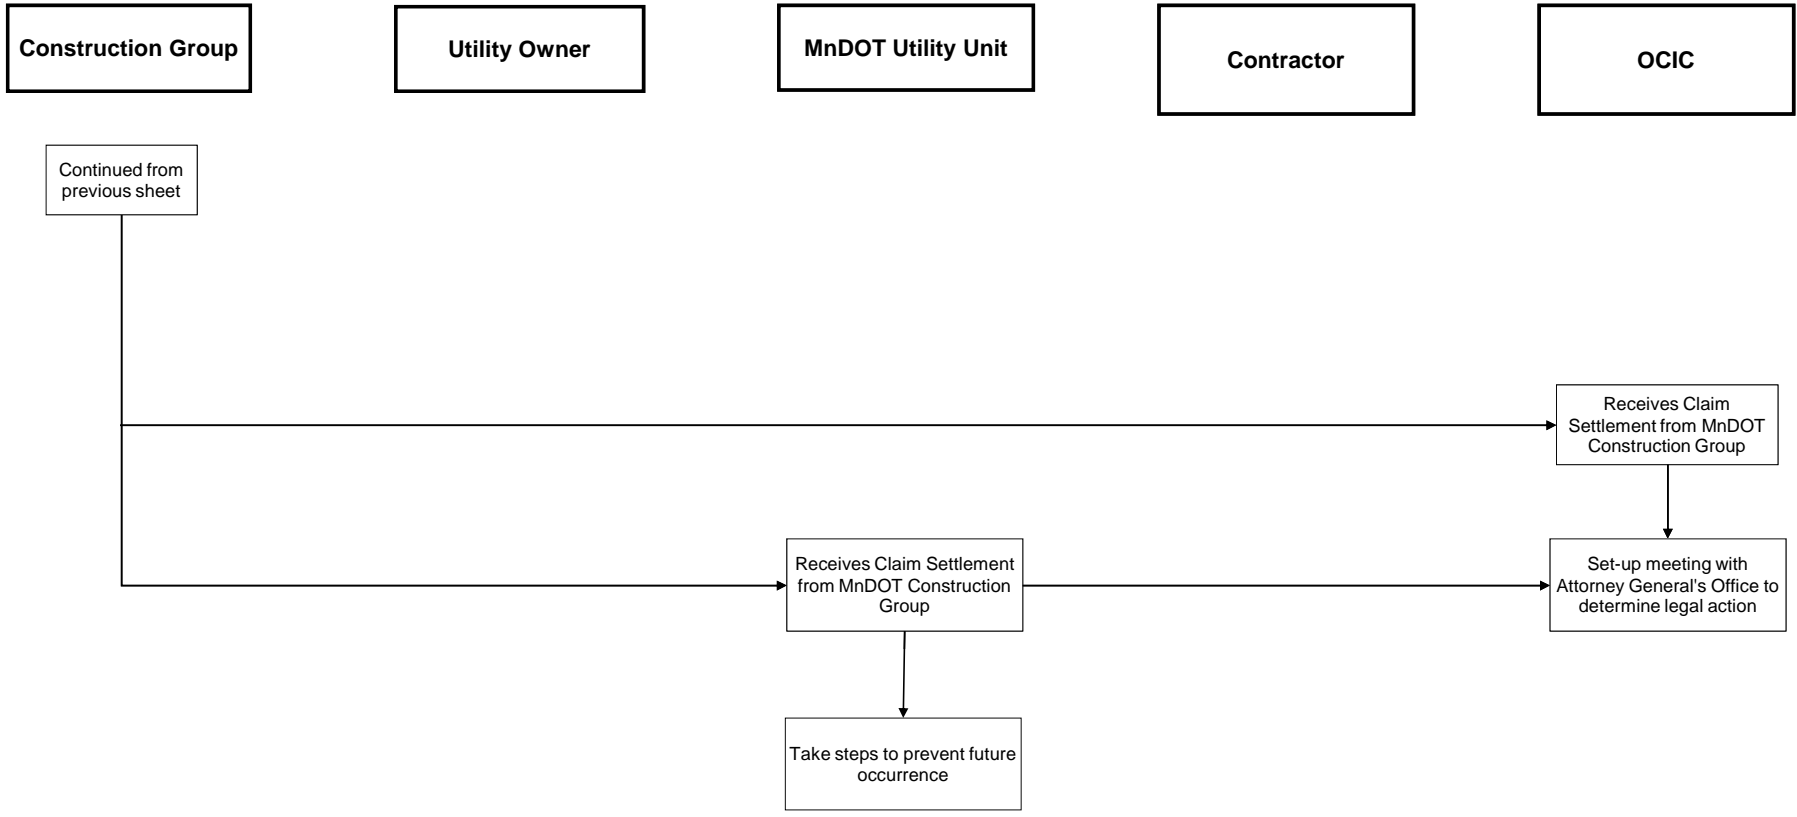 Construction Group
Utility Owner
MnDOT Utility Unit
Contractor
OCIC
Continued from
previous sheet
Receives Claim
Settlement from MnDOT
Construction Group
Receives Claim Settlement
from MnDOT Construction
Group
Set-up meeting with
Attorney General's Office to
determine legal action
Take steps to prevent future
occurrence